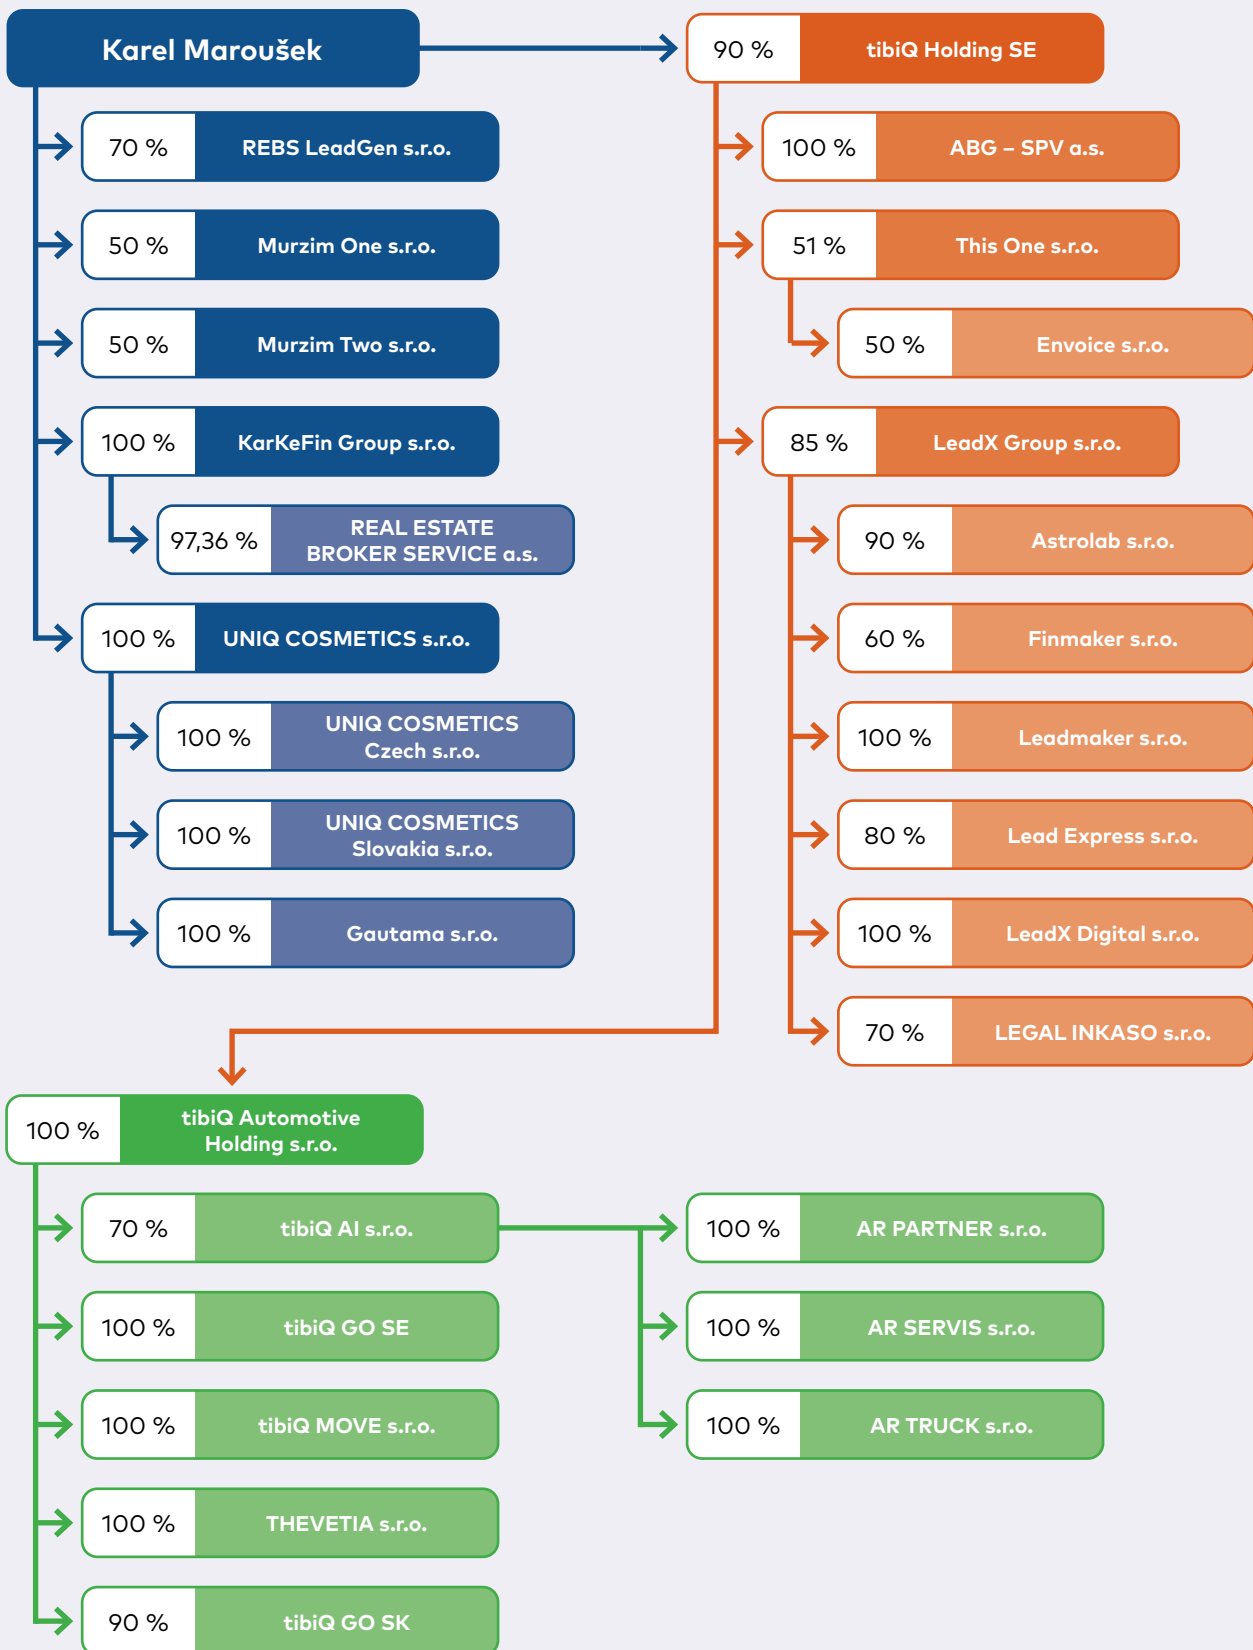 Karel Maroušek
90 %
tibiQ Holding SE
70 %
REBS LeadGen s.r.o.
50 %
Murzim One s.r.o.
50 %
Murzim Two s.r.o.
100 %
KarKeFin Group s.r.o.
97,36 %
REAL ESTATE
BROKER SERVICE a.s.
100 %
UNIQ COSMETICS s.r.o.
100 %
UNIQ COSMETICS
Czech s.r.o.
100 %
UNIQ COSMETICS
Slovakia s.r.o.
100 %
Gautama s.r.o.
100 %
ABG – SPV a.s.
51 %
This One s.r.o.
50 %
Envoice s.r.o.
85 %
LeadX Group s.r.o.
90 %
Astrolab s.r.o.
60 %
Finmaker s.r.o.
100 %
Leadmaker s.r.o.
80 %
Lead Express s.r.o.
100 %
LeadX Digital s.r.o.
70 %
LEGAL INKASO s.r.o.
100 %
tibiQ Automotive
Holding s.r.o.
70 %
tibiQ AI s.r.o.
100 %
tibiQ GO SE
100 %
tibiQ MOVE s.r.o.
100 %
THEVETIA s.r.o.
90 %
tibiQ GO SK
100 %
AR PARTNER s.r.o.
100 %
AR SERVIS s.r.o.
100 %
AR TRUCK s.r.o.